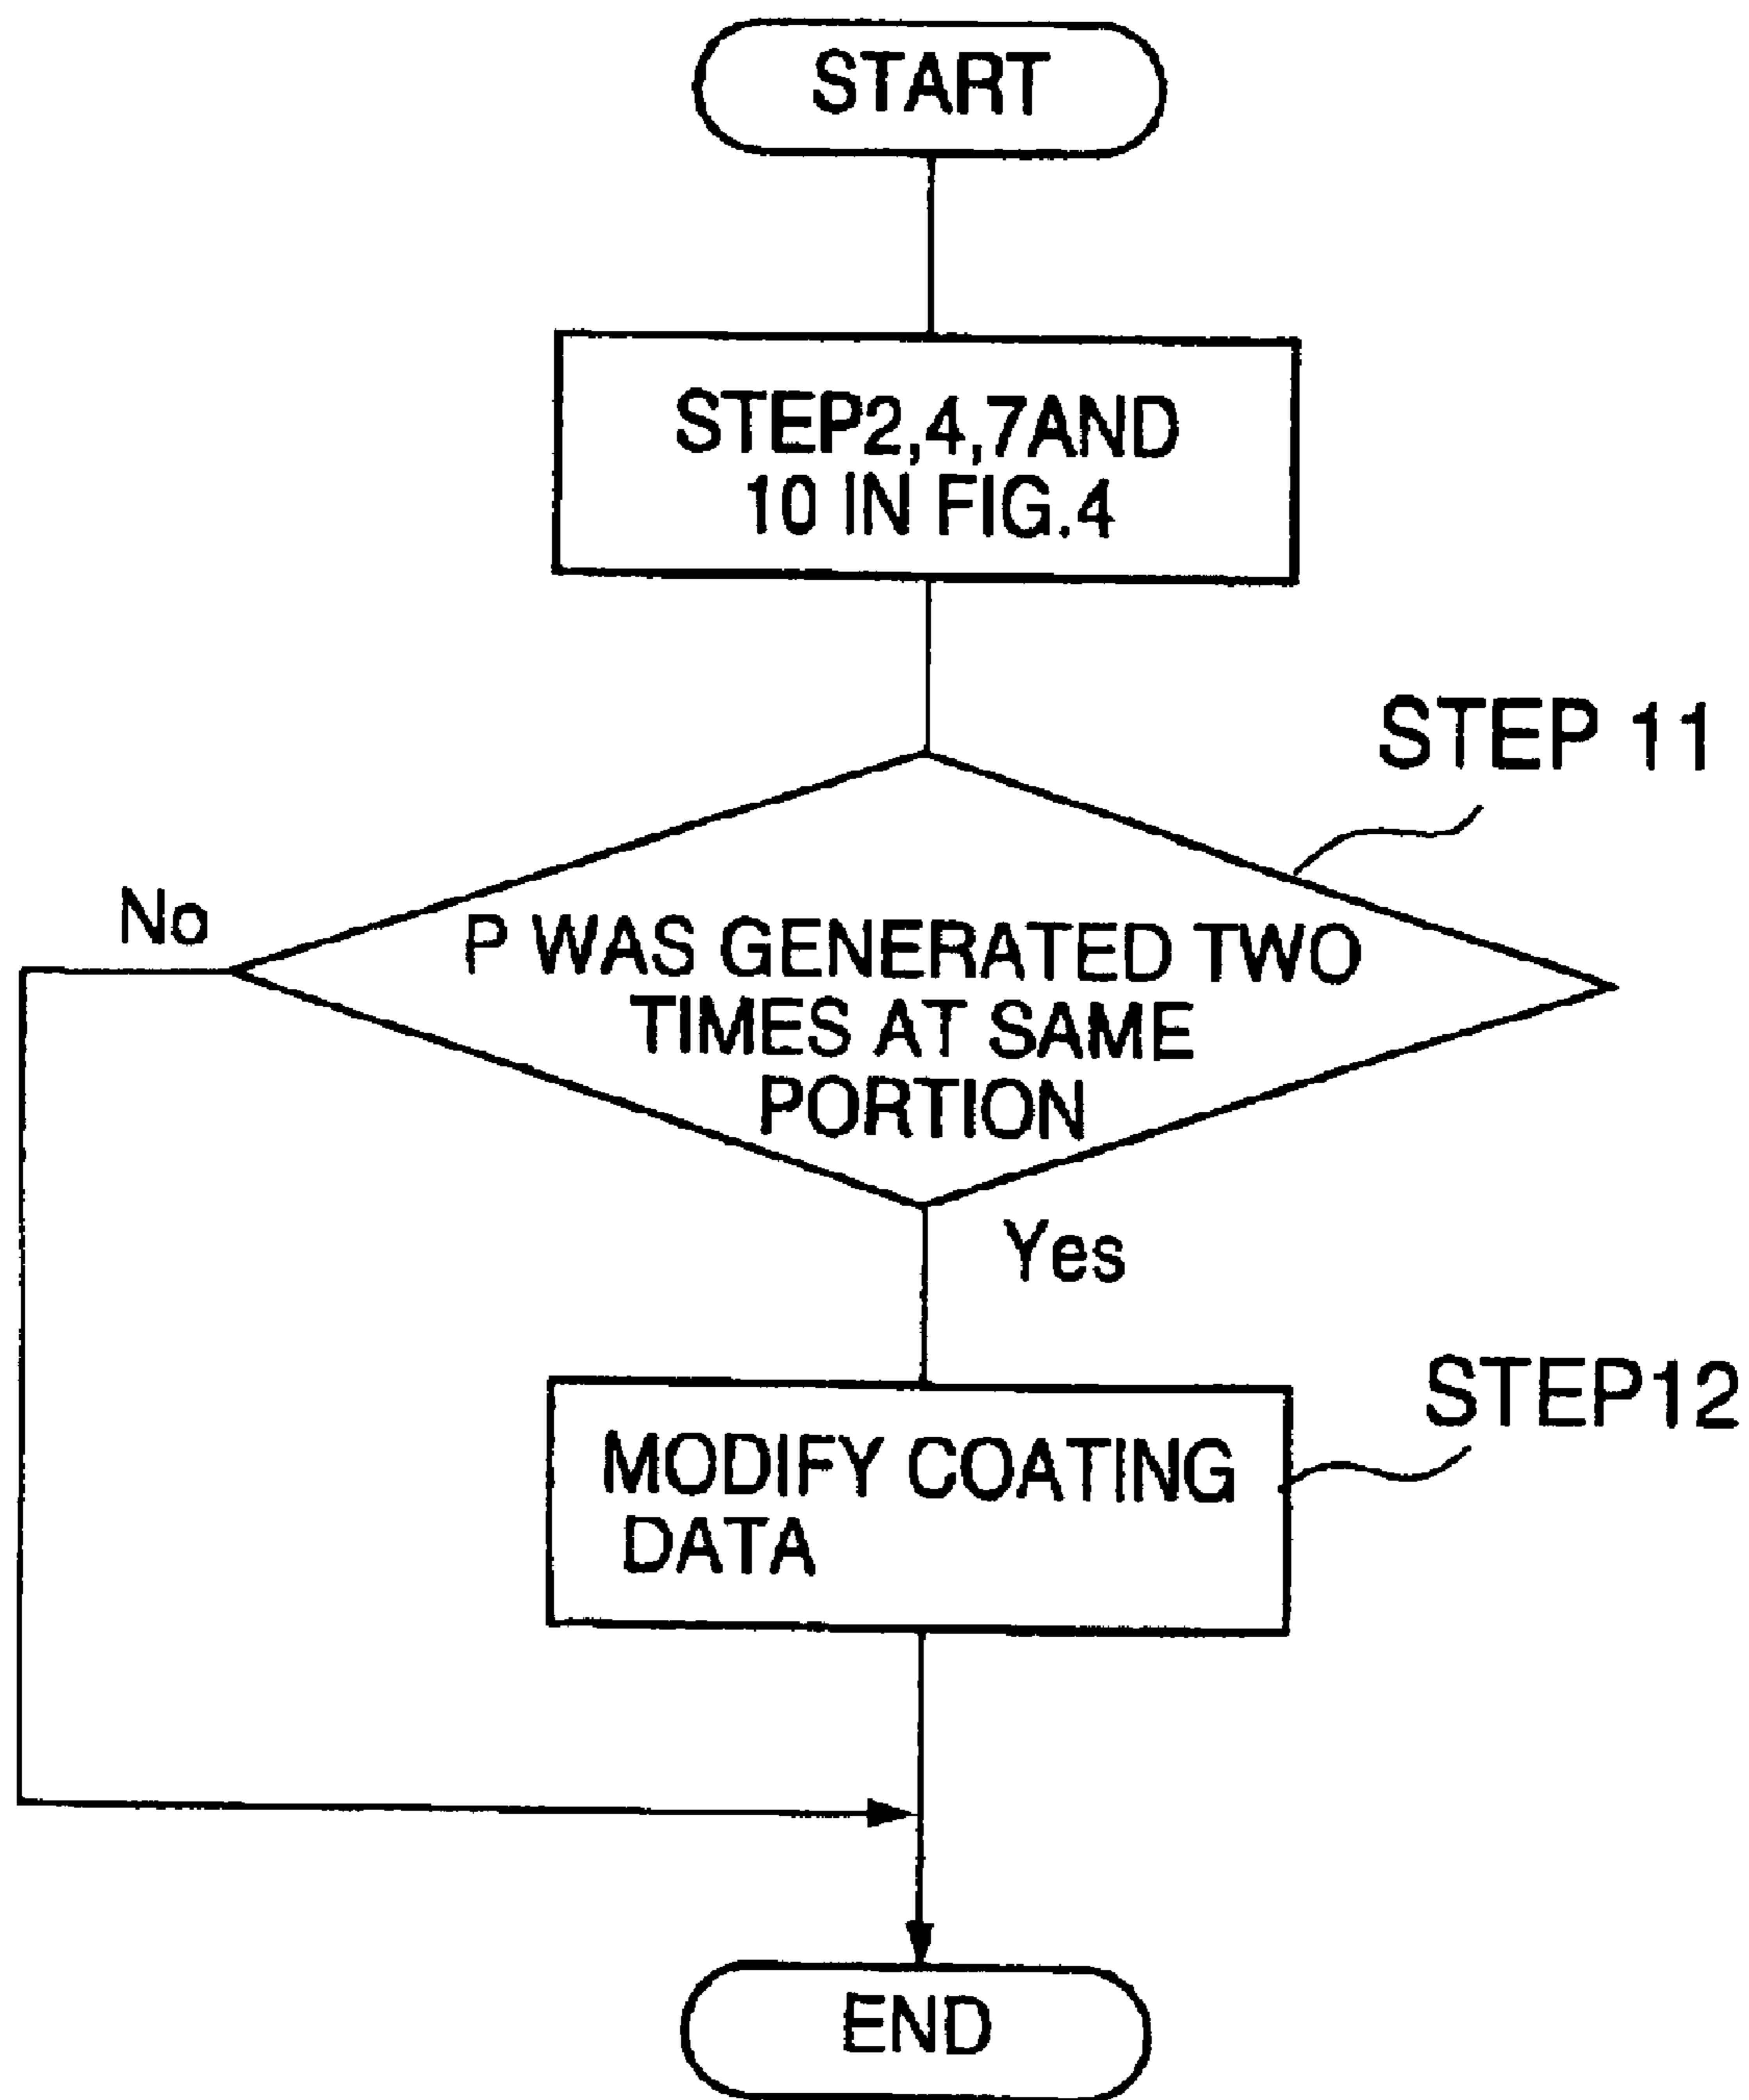 START
STEP2,4,7AND
10 IN FIG.4
STEP 11
No
P WAS GENERATED TWO
TIMES AT SAME
PORTION
Yes
STEP12
MODIFY COATING
DATA
END